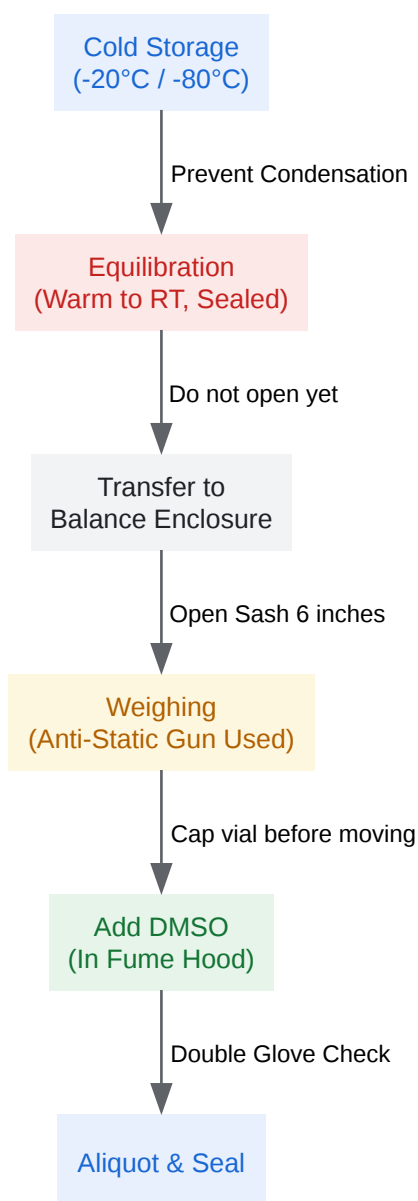 Cold Storage
(-20°C / -80°C)
Prevent Condensation
Equilibration
(Warm to RT, Sealed)
Do not open yet
Transfer to
Balance Enclosure
Open Sash 6 inches
Weighing
(Anti-Static Gun Used)
Cap vial before moving
Add DMSO
(In Fume Hood)
Double Glove Check
Aliquot & Seal